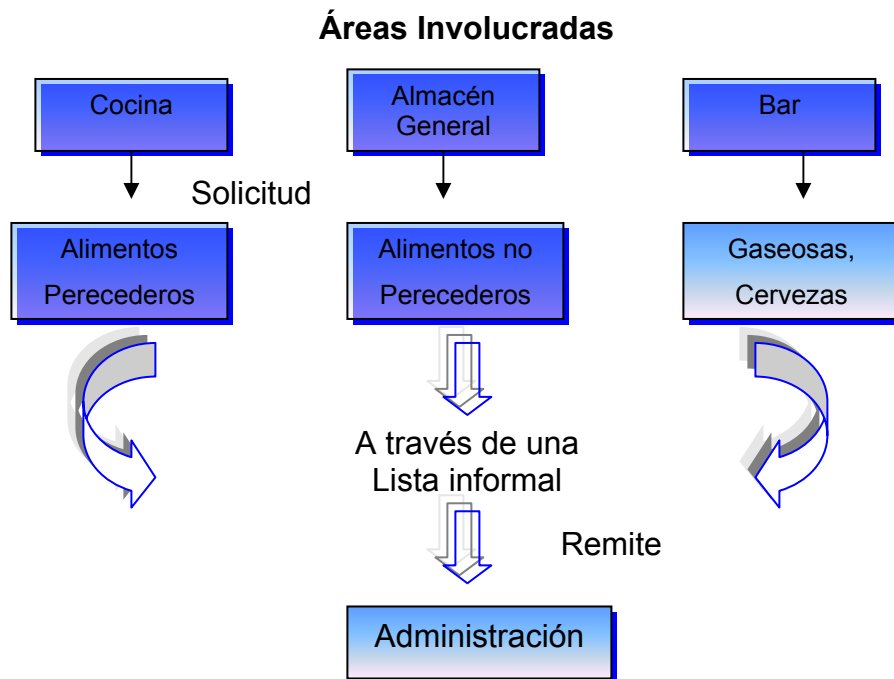 Áreas Involucradas
Cocina
Almacén
General
Bar
Solicitud
Alimentos
Perecederos
Alimentos no
Perecederos
Gaseosas,
Cervezas
A través de una
Lista informal
Remite
Administración